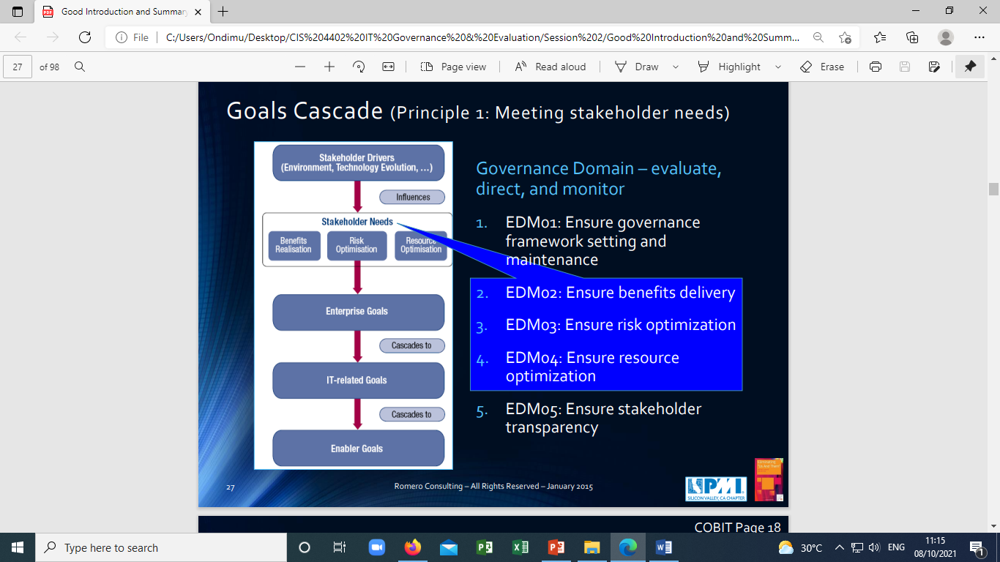 Good Introduction and Summary
File
C:/Users/Ondimu/Desktop/CIS%204402%20IT%20Governance%20&%20Evaluation/Session%202/Good%20Introduction%20and%20Summ...
27
of 98
Page view
Read aloud
Draw
Highlight
Erase
Goals Cascade (Principle 1: Meeting stakeholder needs)
Stakeholder Drivers
(Environment, Technology Evolution, …)
Influences
Stakeholder Needs
Benefits
Realisation
Risk
Optimisation
Resource
Optimisation
Enterprise Goals
Cascades to
IT-related Goals
Cascades to
Enabler Goals
Governance Domain – evaluate,
direct, and monitor
1. EDM01: Ensure governance
framework setting and
maintenance
2. EDM02: Ensure benefits delivery
3. EDM03: Ensure risk optimization
4. EDM04: Ensure resource
optimization
5. EDM05: Ensure stakeholder
transparency
27
Romero Consulting – All Rights Reserved – January 2015
PMI
SILICON VALLEY, CA CHAPTER
COBIT Page 18
Type here to search
30°C
ENG
11:15
08/10/2021
1